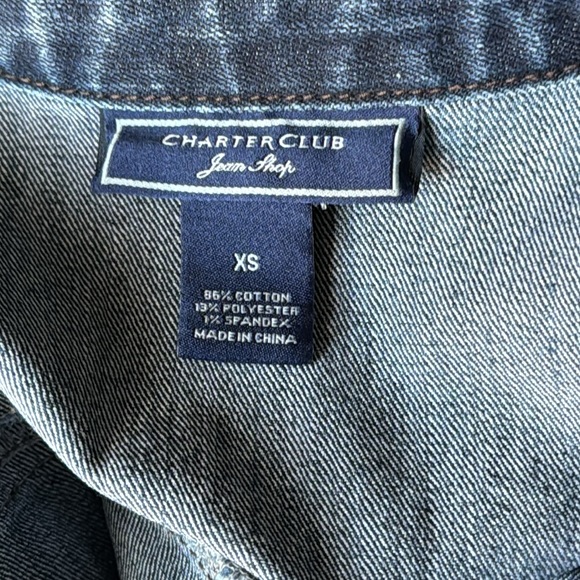 CHARTER CLUB
Jean Shop
XS
86% COTTON
13% POLYESTER
1% SPANDEX
MADE IN CHINA